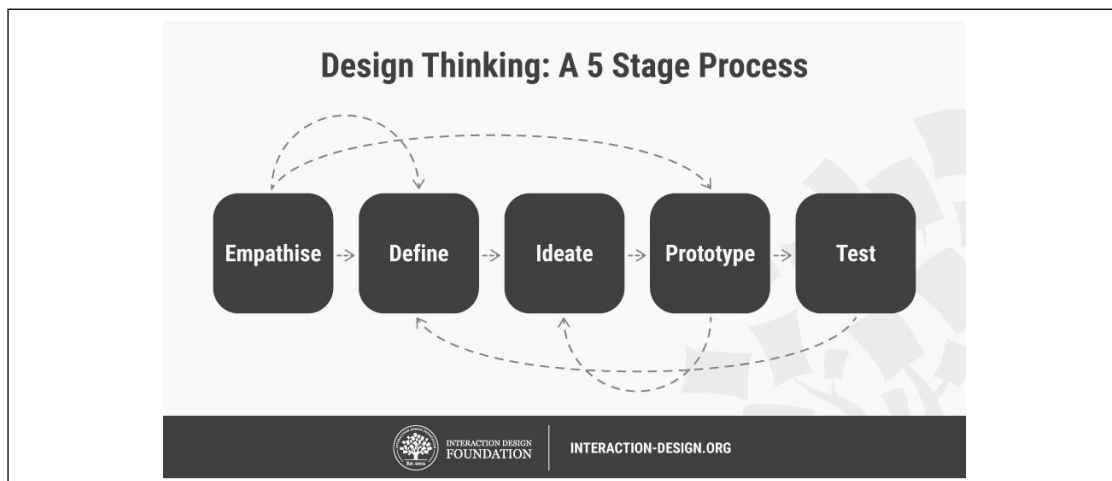 Design Thinking: A 5 Stage Process
Empathise
Define
Ideate
Prototype
Test
INTERACTION DESIGN
FOUNDATION
INTERACTION-DESIGN.ORG